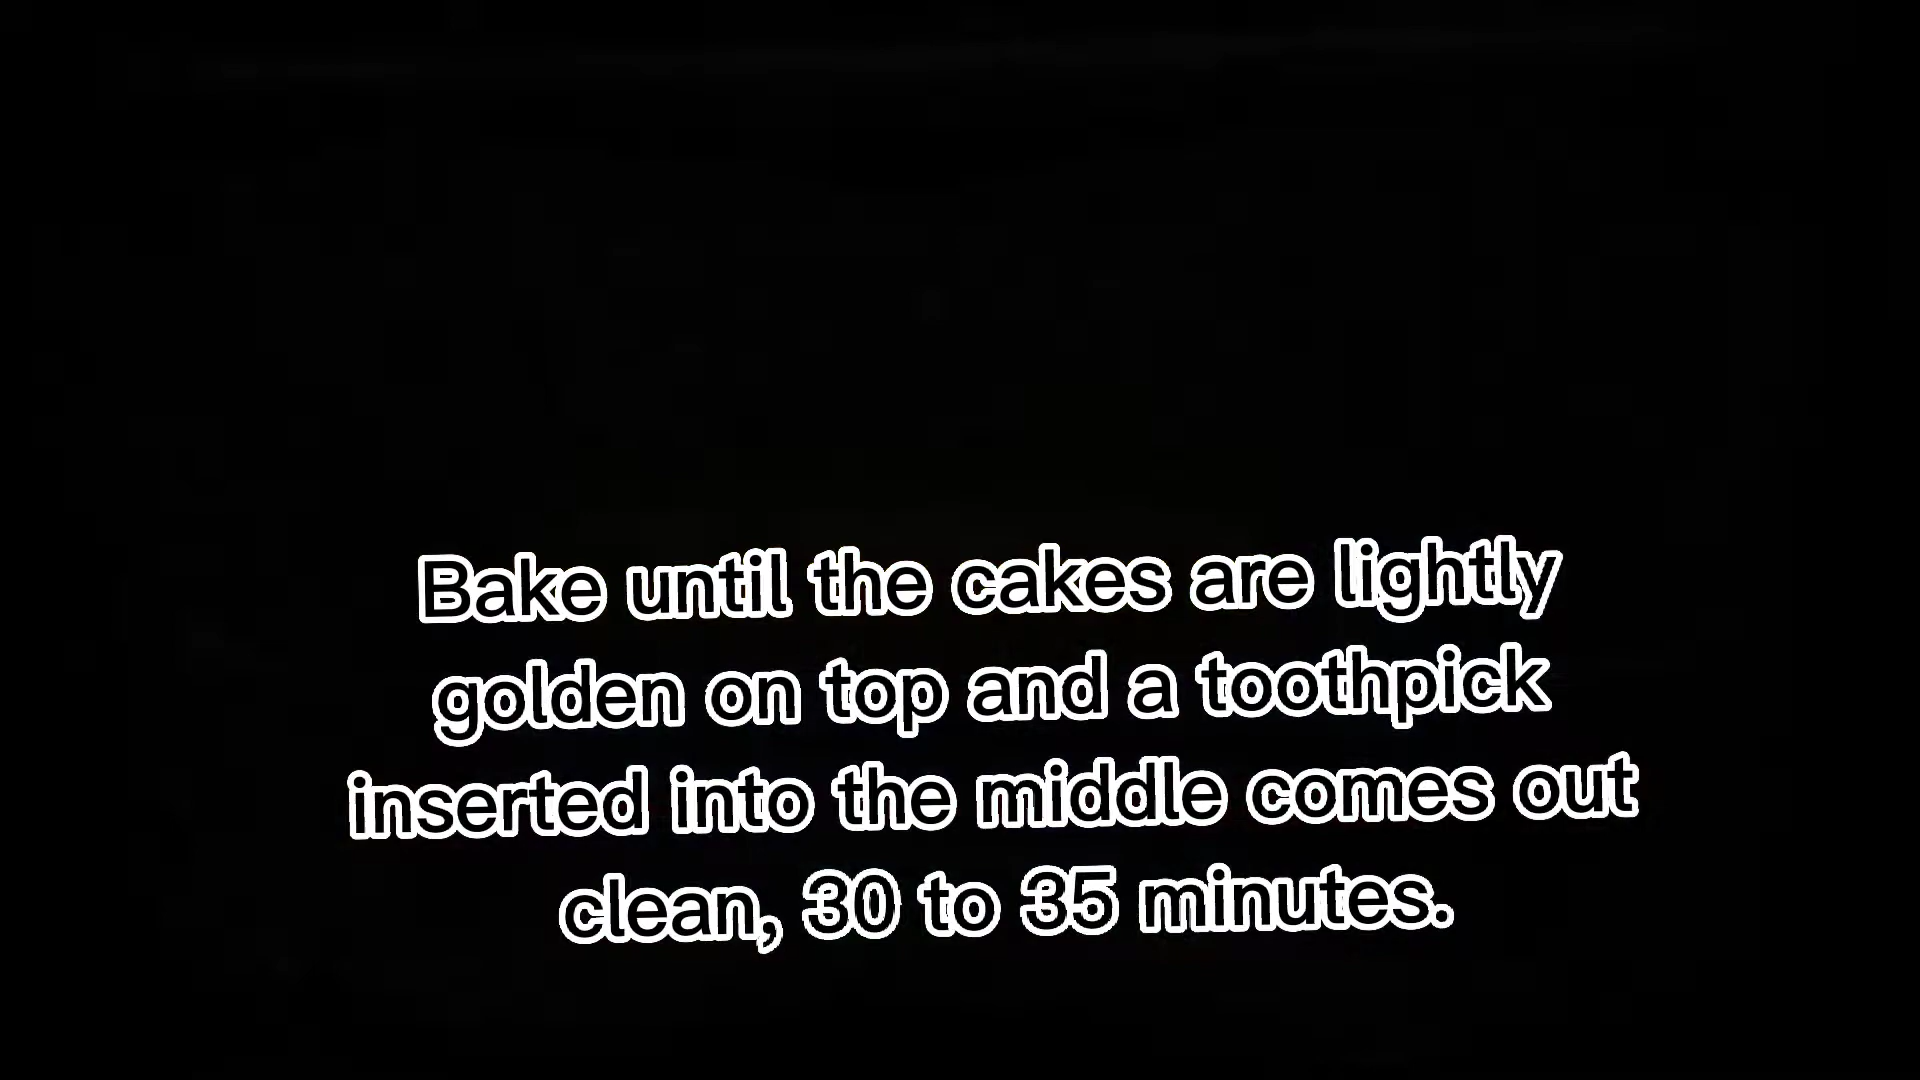 Bake until the cakes are lightly
golden on top and a toothpick
inserted into the middle comes out
clean, 30 to 35 minutes.